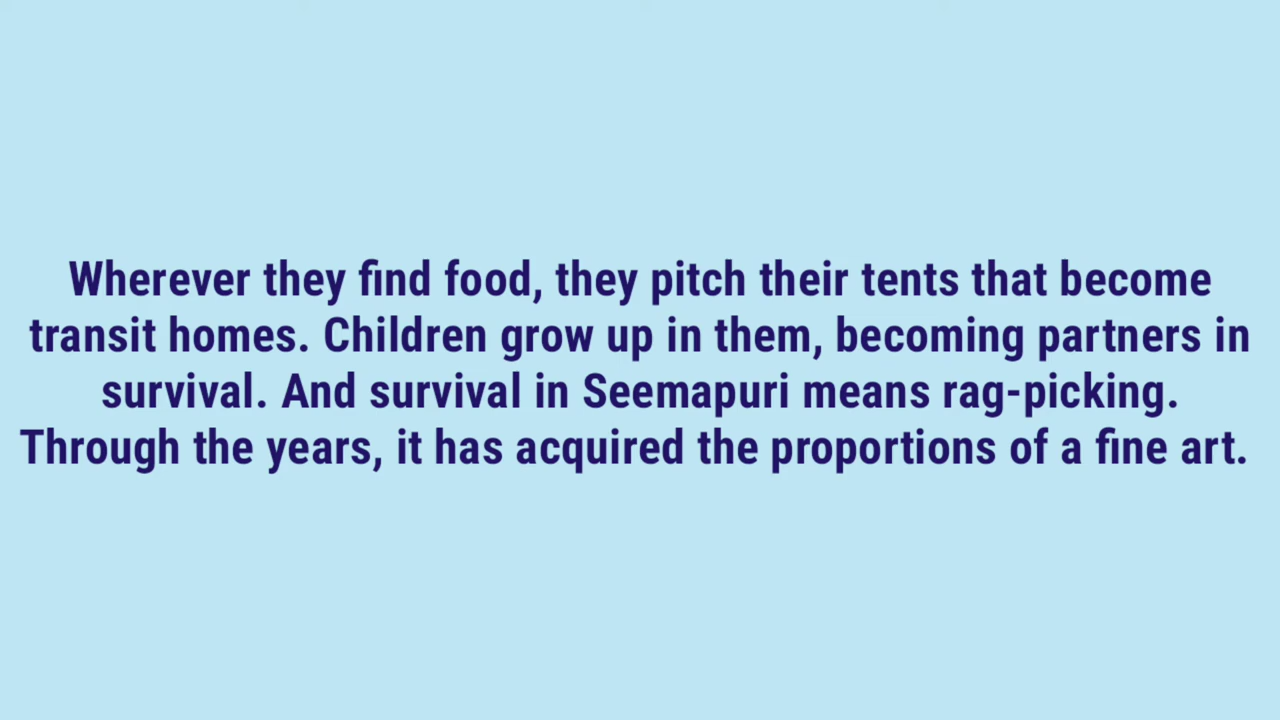 Wherever they find food, they pitch their tents that become
transit homes. Children grow up in them, becoming partners in
survival. And survival in Seemapuri means rag-picking.
Through the years, it has acquired the proportions of a fine art.